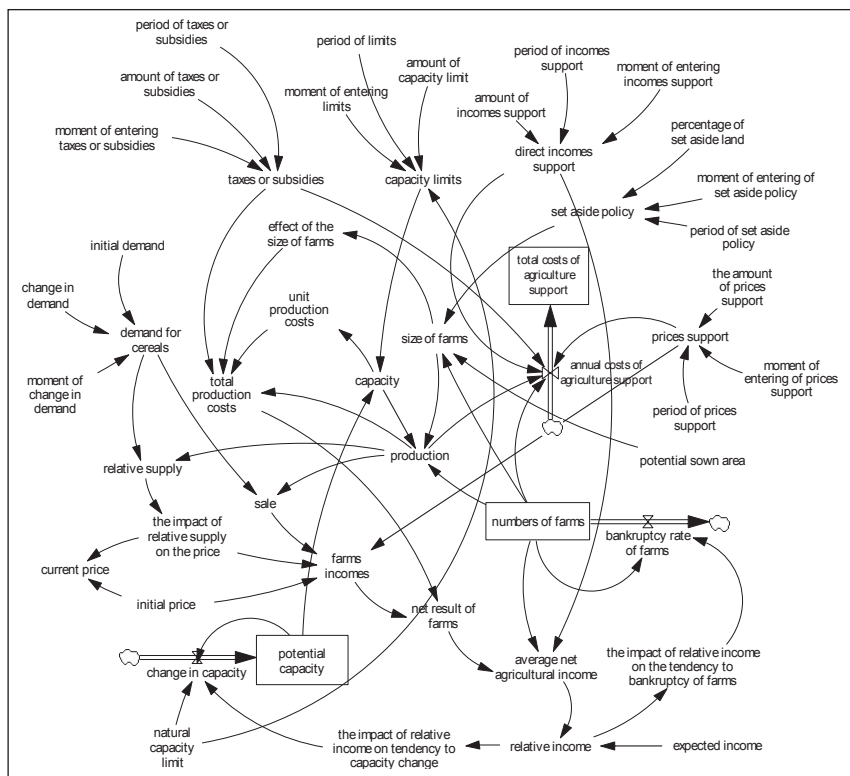 period of taxes or
subsidies
period of limits
period of incomes
support
amount of
capacity limit
moment of entering
incomes support
amount of taxes or
subsidies
moment of entering
limits
amount of
incomes support
percentage of
set aside land
moment of entering
taxes or subsidies
direct incomes
support
taxes or subsidies
capacity limits
moment of entering of
set aside policy
set aside policy
period of set aside
policy
initial demand
effect of the
size of farms
total costs of
agriculture
support
the amount
of prices
support
change in
demand
unit
production
costs
demand for
cereals
size of farms
prices support
annual costs of
agriculture support
moment of
change in
demand
total
production
costs
capacity
moment of
entering of prices
support
period of prices
support
production
potential sown area
relative supply
sale
numbers of farms
the impact of
relative supply
on the price
bankruptcy rate
of farms
current price
farms
incomes
initial price
net result of
farms
potential
capacity
change in capacity
average net
agricultural income
the impact of relative income
on the tendency to
bankruptcy of farms
natural
capacity
limit
the impact of relative
income on tendency to
capacity change
relative income
expected income